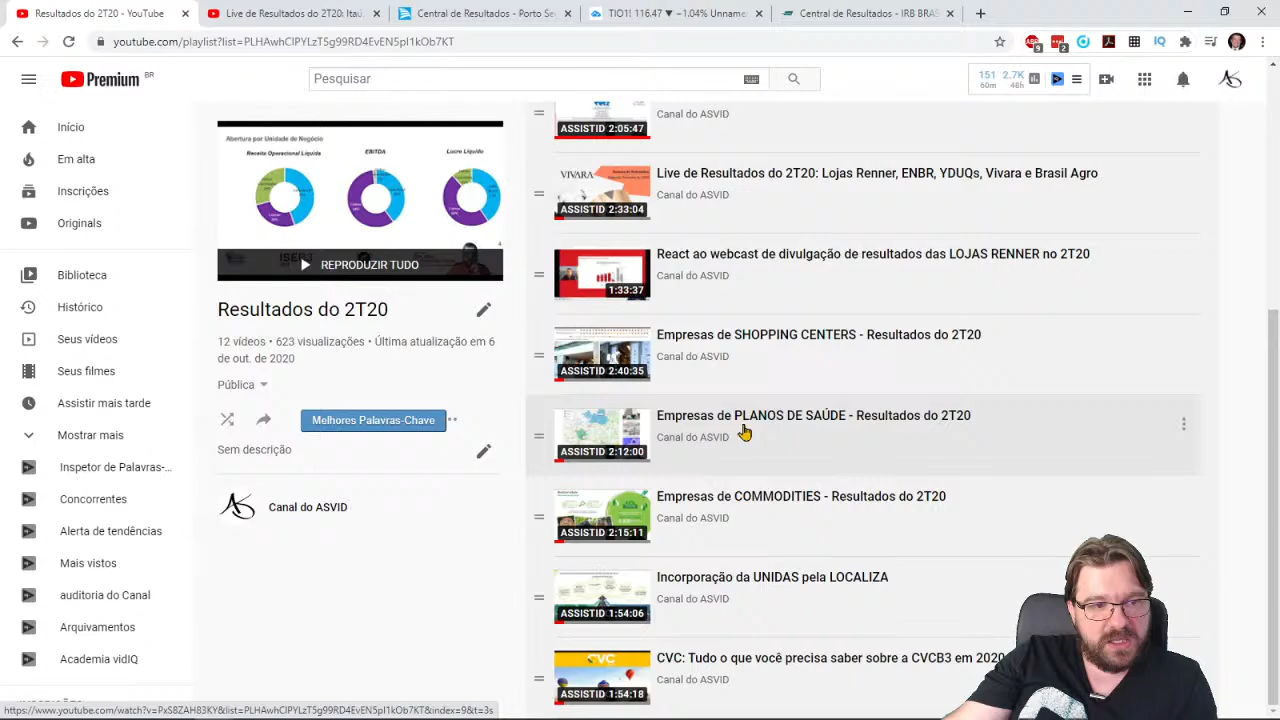 Resultados do 2T20 - YouTube
Live de Resultados do 2T20: Itaú
Central de Resultados - Porto Se
TIO1! 116.17 ▼ −1.04%
Central de Resultados -
youtube.com/playlist?list=PLHAwhCIPYLzT5g99RD4EvEN5pl1kOb7KT
Premium BR
Pesquisar
151 2.7K
60m 48h
Início
Em alta
Inscrições
Originals
Biblioteca
Histórico
Seus vídeos
Seus filmes
Assistir mais tarde
Mostrar mais
Inspetor de Palavras-...
Concorrentes
Alerta de tendências
Mais vistos
auditoria do Canal
Arquivamentos
Academia vidIQ
Abertura por Unidade de Negócio
Receita Operacional Líquida
EBITDA
Lucro Líquido
REPRODUZIR TUDO
Resultados do 2T20
12 vídeos • 623 visualizações • Última atualização em 6
de out. de 2020
Pública
Melhores Palavras-Chave
Sem descrição
Canal do ASVID
ASSISTID 2:05:47
Canal do ASVID
VIVARA
ASSISTID 2:33:04
Live de Resultados do 2T20: Lojas Renner, ENBR, YDUQs, Vivara e Brasil Agro
Canal do ASVID
1:33:37
React ao webcast de divulgação de resultados das LOJAS RENNER no 2T20
Canal do ASVID
ASSISTID 2:40:35
Empresas de SHOPPING CENTERS - Resultados do 2T20
Canal do ASVID
ASSISTID 2:12:00
Empresas de PLANOS DE SAÚDE - Resultados do 2T20
Canal do ASVID
ASSISTID 2:15:11
Empresas de COMMODITIES - Resultados do 2T20
Canal do ASVID
ASSISTID 1:54:06
Incorporação da UNIDAS pela LOCALIZA
Canal do ASVID
CVC
ASSISTID 1:54:18
CVC: Tudo o que você precisa saber sobre a CVCB3 em 2020
Canal do ASVID
https://www.youtube.com/watch?v=PxS8ZAH83KY&list=PLHAwhCIPYLzT5g99RD4EvEN5pl1kOb7KT&index=9&t=3s